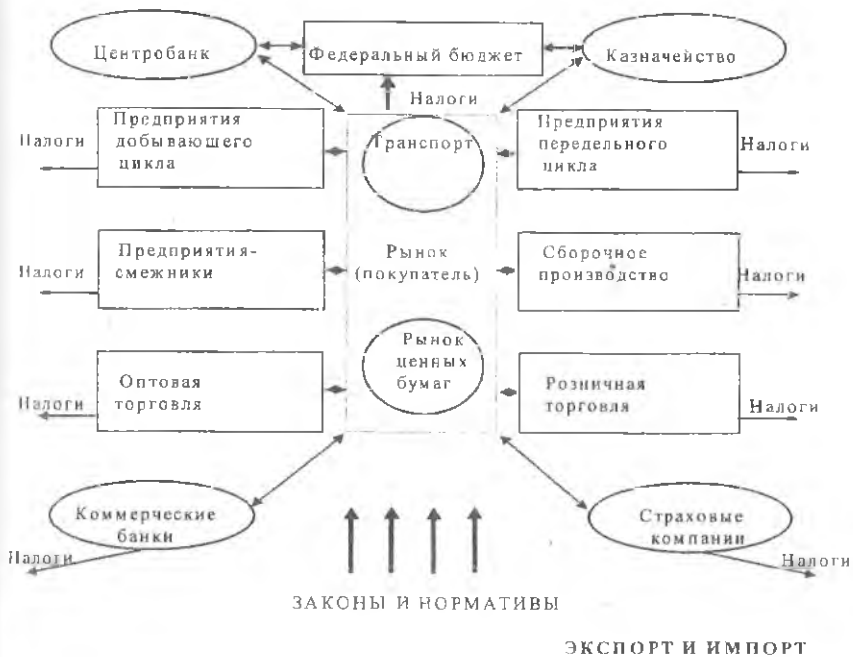 Центробанк
Федеральный бюджет
Казначейство
Налоги
Предприятия
добывающего
цикла
Налоги
Транспорт
Предприятия
передельного
цикла
Налоги
Предприятия-
смежники
Налоги
Рынок
(покупатель)
Сборочное
производство
Налоги
Оптовая
торговля
Налоги
Рынок
ценных
бумаг
Розничная
торговля
Налоги
Коммерческие
банки
Налоги
Страховые
компании
Налоги
ЗАКОНЫ И НОРМАТИВЫ
ЭКСПОРТ И ИМПОРТ